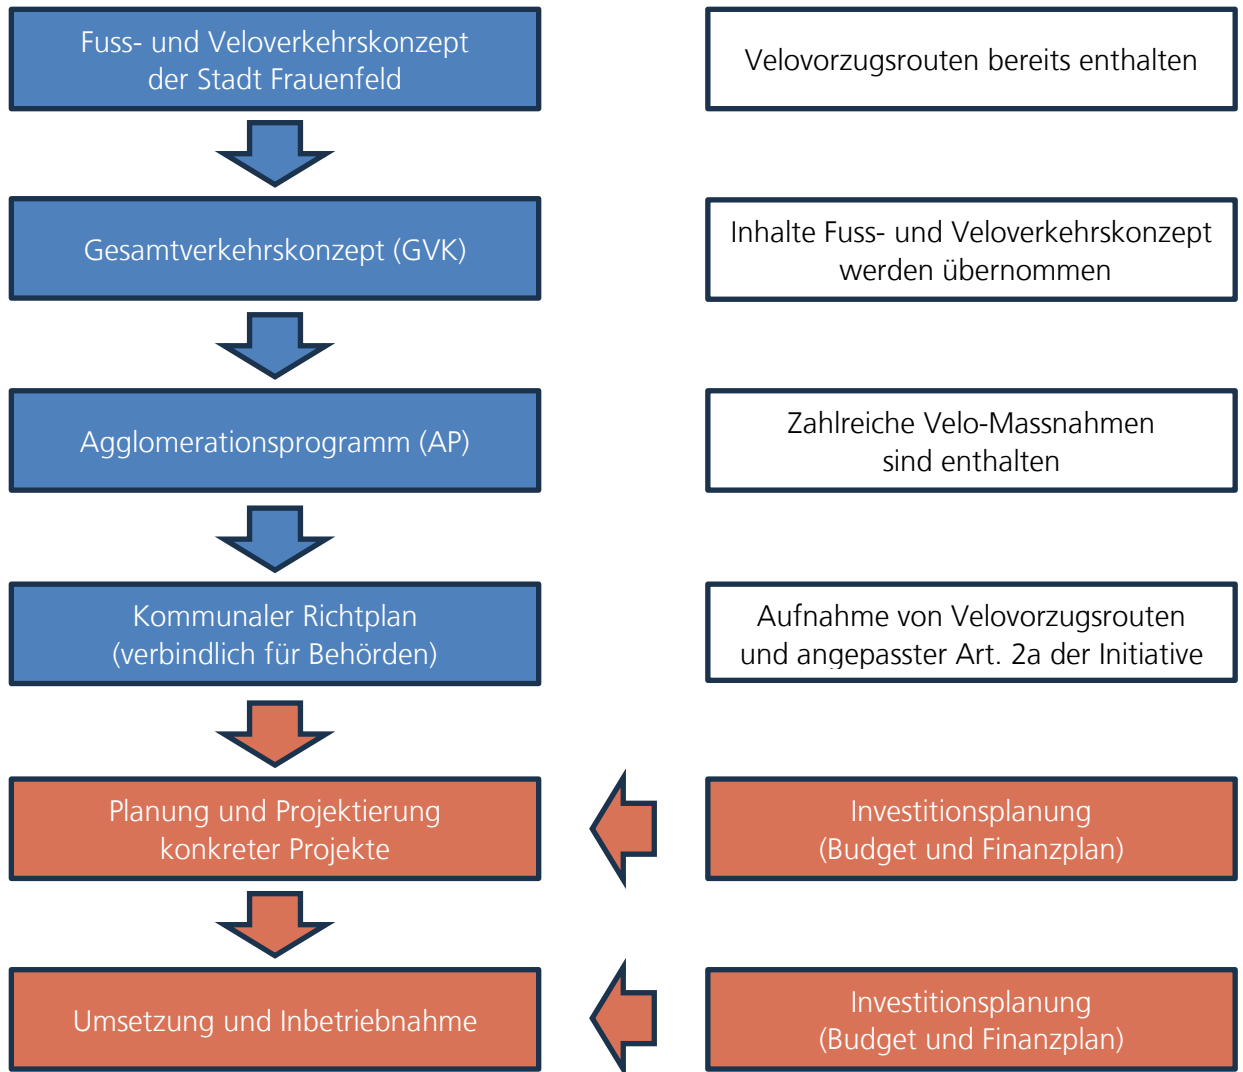 Fuss- und Veloverkehrskonzept
der Stadt Frauenfeld
Velovorzugsrouten bereits enthalten
Gesamtverkehrskonzept (GVK)
Inhalte Fuss- und Veloverkehrskonzept
werden übernommen
Agglomerationsprogramm (AP)
Zahlreiche Velo-Massnahmen
sind enthalten
Kommunaler Richtplan
(verbindlich für Behörden)
Aufnahme von Velovorzugsrouten
und angepasster Art. 2a der Initiative
Planung und Projektierung
konkreter Projekte
Investitionsplanung
(Budget und Finanzplan)
Umsetzung und Inbetriebnahme
Investitionsplanung
(Budget und Finanzplan)